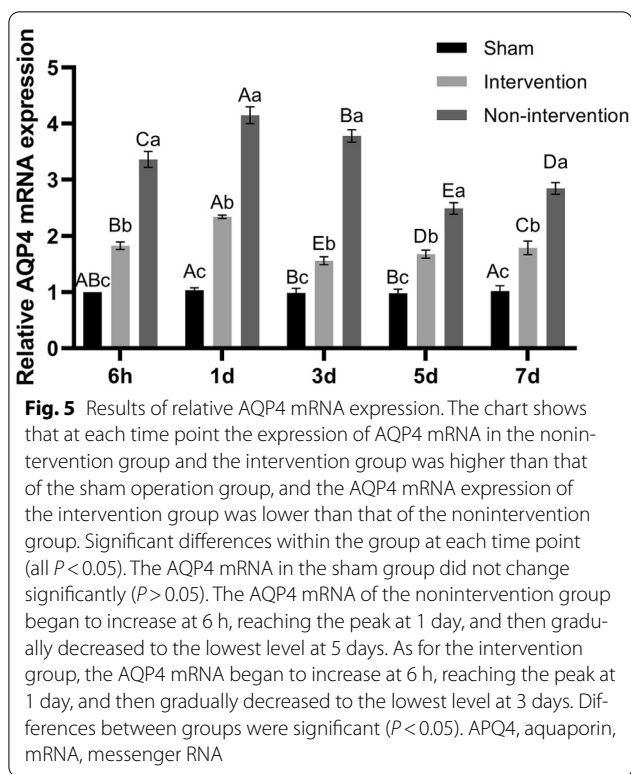 Relative AQP4 mRNA expression
5
4
3
2
1
0
Sham
Intervention
Non-intervention
ABc
Bb
Ca
Ac
Ab
Aa
Bc
Eb
Ba
Bc
Db
Ea
Ac
Cb
Da
6h 1d 3d 5d 7d
Fig. 5 Results of relative AQP4 mRNA expression. The chart shows
that at each time point the expression of AQP4 mRNA in the nonin-
tervention group and the intervention group was higher than that
of the sham operation group, and the AQP4 mRNA expression of
the intervention group was lower than that of the nonintervention
group. Significant differences within the group at each time point
(all P < 0.05). The AQP4 mRNA in the sham group did not change
significantly (P > 0.05). The AQP4 mRNA of the nonintervention group
began to increase at 6 h, reaching the peak at 1 day, and then gradu-
ally decreased to the lowest level at 5 days. As for the intervention
group, the AQP4 mRNA began to increase at 6 h, reaching the peak at
1 day, and then gradually decreased to the lowest level at 3 days. Dif-
ferences between groups were significant (P < 0.05). APQ4, aquaporin,
mRNA, messenger RNA